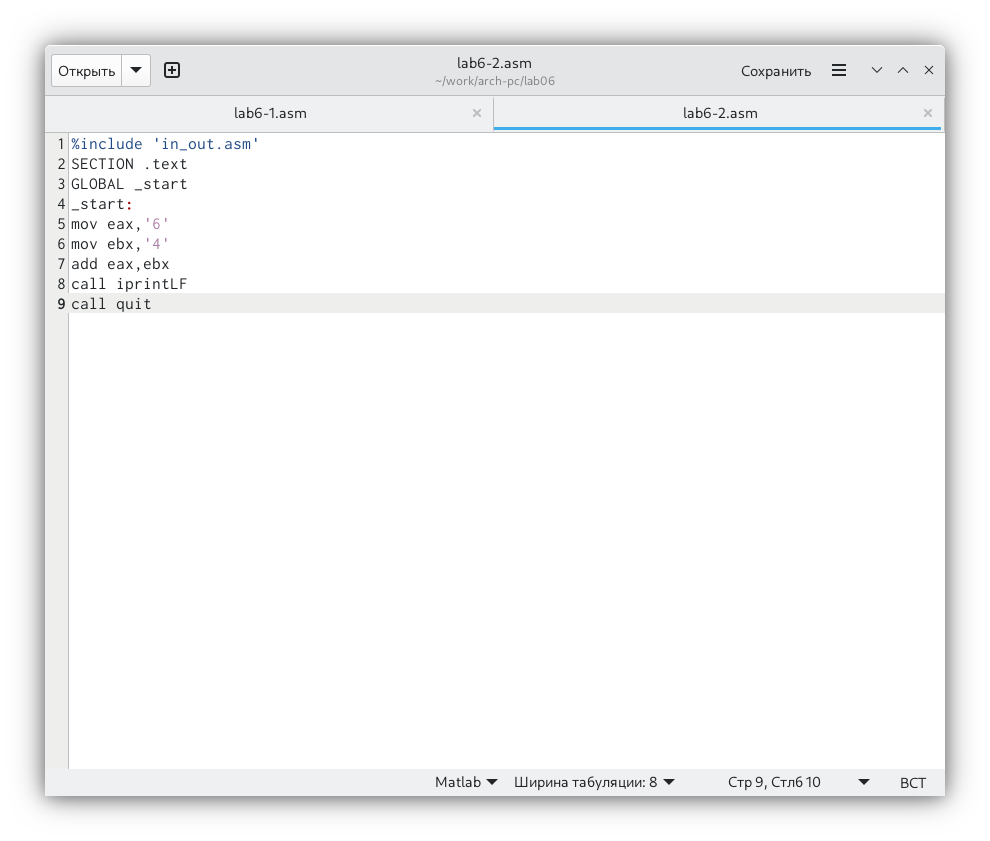 Открыть
lab6-2.asm
~/work/arch-pc/lab06
Сохранить
lab6-1.asm
lab6-2.asm
1 %include 'in_out.asm'
2 SECTION .text
3 GLOBAL _start
4 _start:
5 mov eax,'6'
6 mov ebx,'4'
7 add eax,ebx
8 call iprintLF
9 call quit
Matlab
Ширина табуляции: 8
Стр 9, Стлб 10
ВСТ